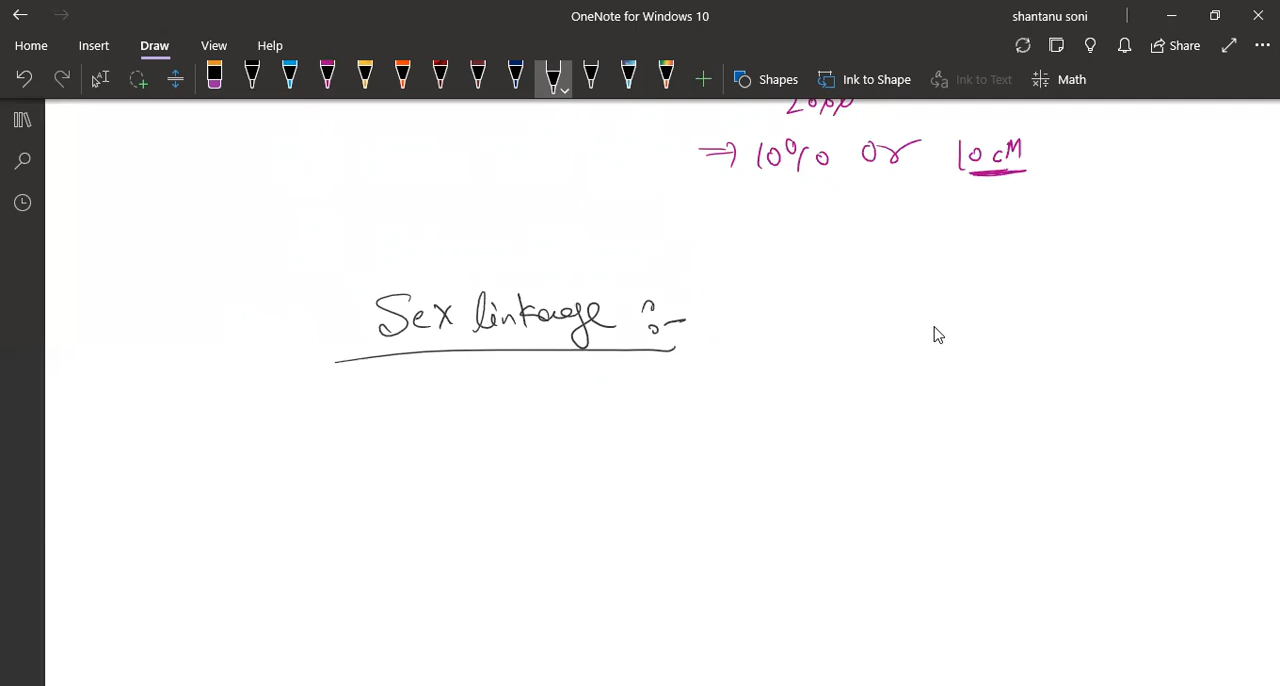 OneNote for Windows 10
shantanu soni
Home Insert Draw View Help
Share
Shapes Ink to Shape Ink to Text Math
⇒ 10% or 10 cM
Sex linkage :-